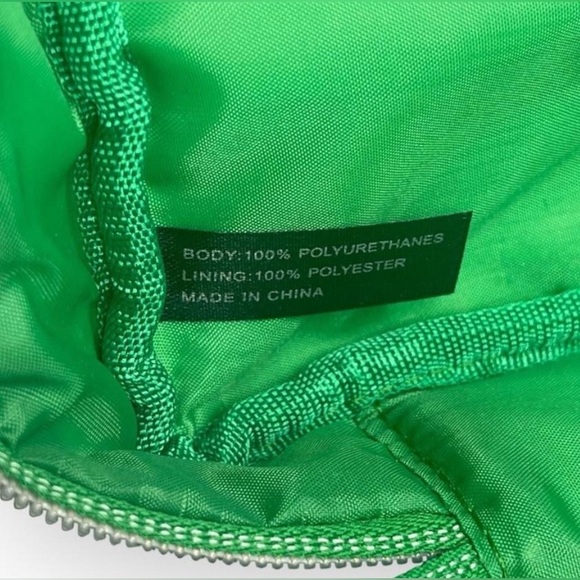 BODY:100% POLYURETHANES
LINING:100% POLYESTER
MADE IN CHINA